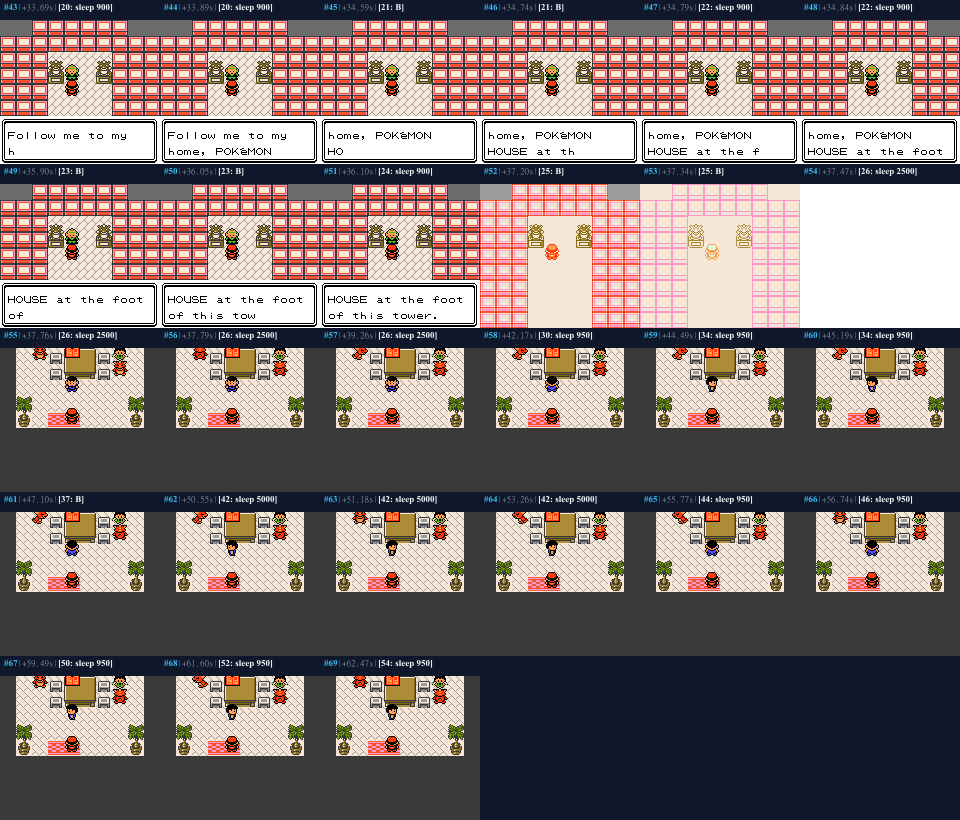 #43|+33.69s| [20: sleep 900]
#44|+33.89s| [20: sleep 900]
#45|+34.59s| [21: B]
#46|+34.74s| [21: B]
#47|+34.79s| [22: sleep 900]
#48|+34.84s| [22: sleep 900]
Follow me to my
h
Follow me to my
home, POKéMON
home, POKéMON
HO
home, POKéMON
HOUSE at th
home, POKéMON
HOUSE at the f
home, POKéMON
HOUSE at the foot
#49|+35.90s| [23: B]
#50|+36.05s| [23: B]
#51|+36.10s| [24: sleep 900]
#52|+37.20s| [25: B]
#53|+37.34s| [25: B]
#54|+37.47s| [26: sleep 2500]
HOUSE at the foot
of
HOUSE at the foot
of this tow
HOUSE at the foot
of this tower.
#55|+37.76s| [26: sleep 2500]
#56|+37.79s| [26: sleep 2500]
#57|+39.26s| [26: sleep 2500]
#58|+42.17s| [30: sleep 950]
#59|+44.49s| [34: sleep 950]
#60|+45.19s| [34: sleep 950]
#61|+47.10s| [37: B]
#62|+50.55s| [42: sleep 5000]
#63|+51.18s| [42: sleep 5000]
#64|+53.26s| [42: sleep 5000]
#65|+55.77s| [44: sleep 950]
#66|+56.74s| [46: sleep 950]
#67|+59.49s| [50: sleep 950]
#68|+61.60s| [52: sleep 950]
#69|+62.47s| [54: sleep 950]